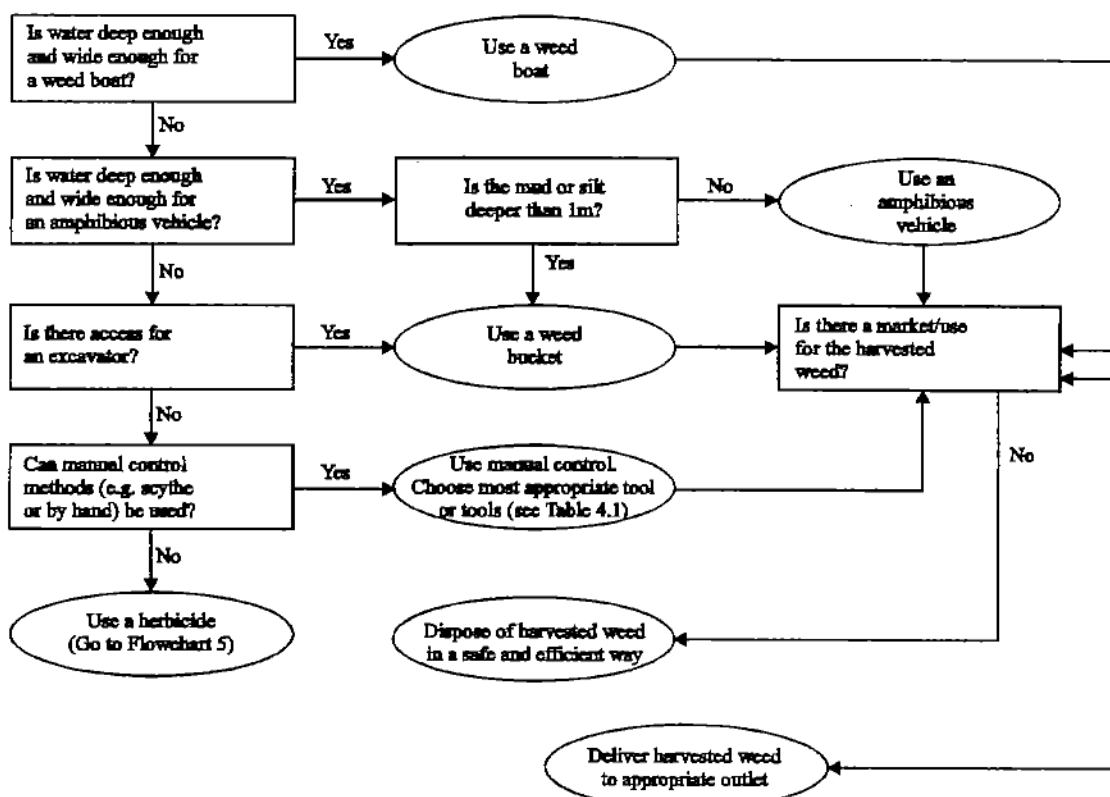 Is water deep enough
and wide enough for
a weed boat?
Yes
Use a weed
boat
No
Is water deep enough
and wide enough for
an amphibious vehicle?
Yes
Is the mud or silt
deeper than 1m?
No
Use an
amphibious
vehicle
No
Yes
Is there access for
an excavator?
Yes
Use a weed
bucket
Is there a market/use
for the harvested
weed?
No
No
Can manual control
methods (e.g. scythe
or by hand) be used?
Yes
Use manual control.
Choose most appropriate tool
or tools (see Table 4.1)
No
Use a herbicide
(Go to Flowchart 5)
Dispose of harvested weed
in a safe and efficient way
Deliver harvested weed
to appropriate outlet